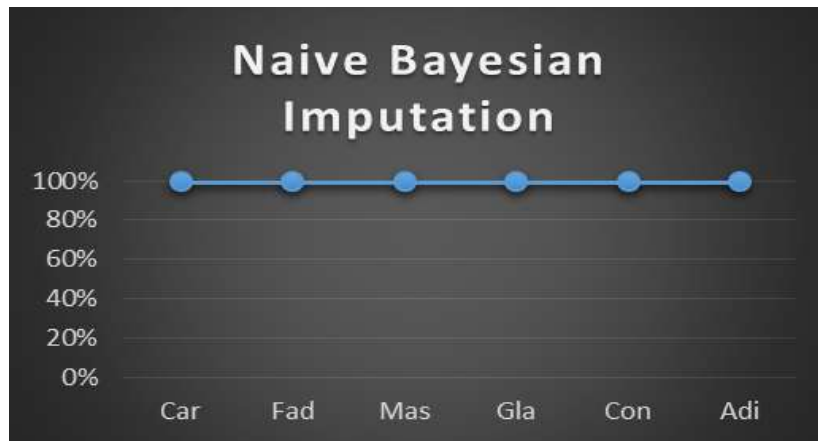 Naive Bayesian
Imputation
100%
80%
60%
40%
20%
0%
Car Fad Mas Gla Con Adi